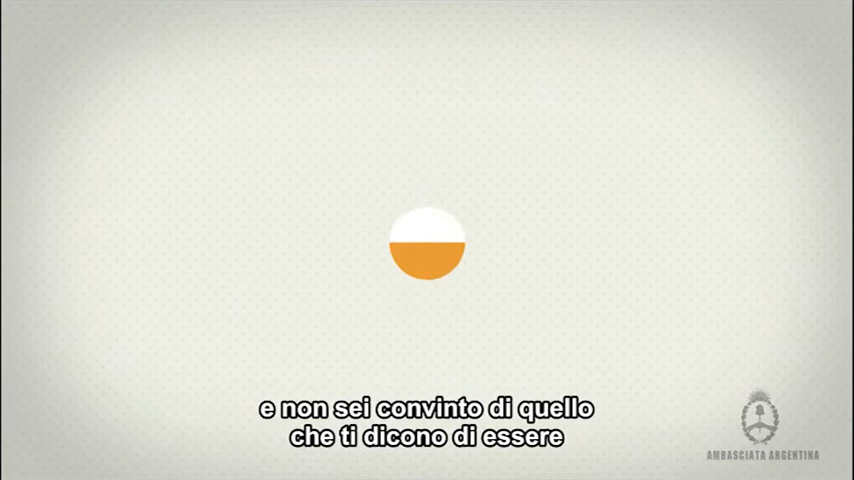 e non sei convinto di quello
che ti dicono di essere
AMBASCIATA ARGENTINA